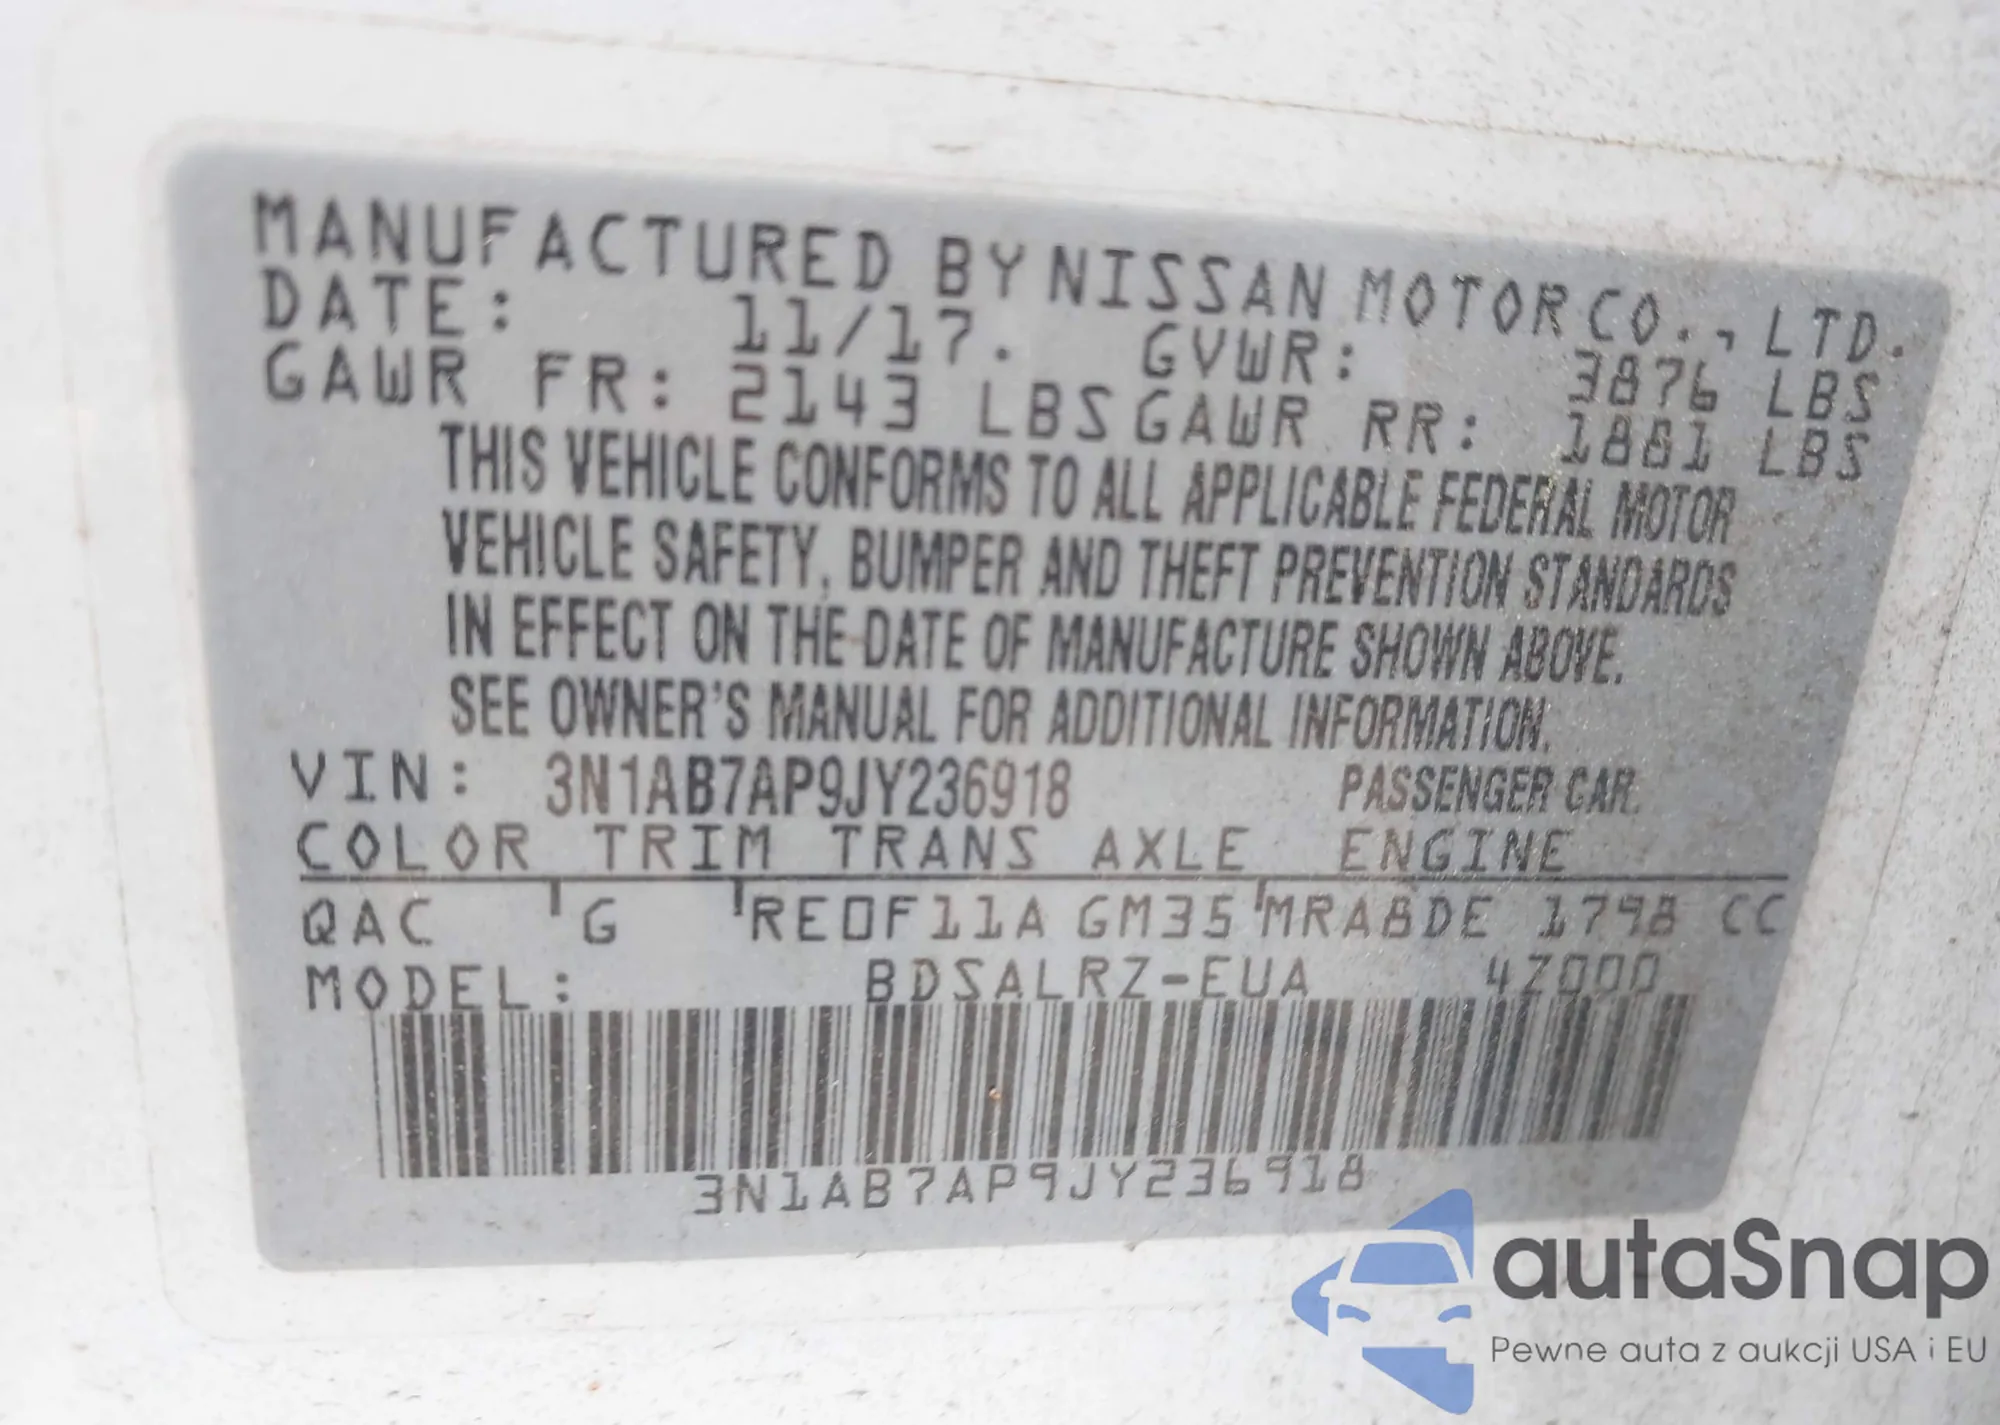 MANUFACTURED BY NISSAN MOTOR CO., LTD.
DATE: 11/17. GVWR: 3876 LBS
GAWR FR: 2143 LBS GAWR RR: 1881 LBS
THIS VEHICLE CONFORMS TO ALL APPLICABLE FEDERAL MOTOR
VEHICLE SAFETY, BUMPER AND THEFT PREVENTION STANDARDS
IN EFFECT ON THE DATE OF MANUFACTURE SHOWN ABOVE.
SEE OWNER'S MANUAL FOR ADDITIONAL INFORMATION.
VIN: 3N1AB7AP9JY236918 PASSENGER CAR
COLOR TRIM TRANS AXLE ENGINE
QAC G RE0F11A GM35 MRA8DE 1798 CC
MODEL: BDSALRZ-EUA 4Z000
3N1AB7AP9JY236918
autaSnap
Pewne auta z aukcji USA i EU